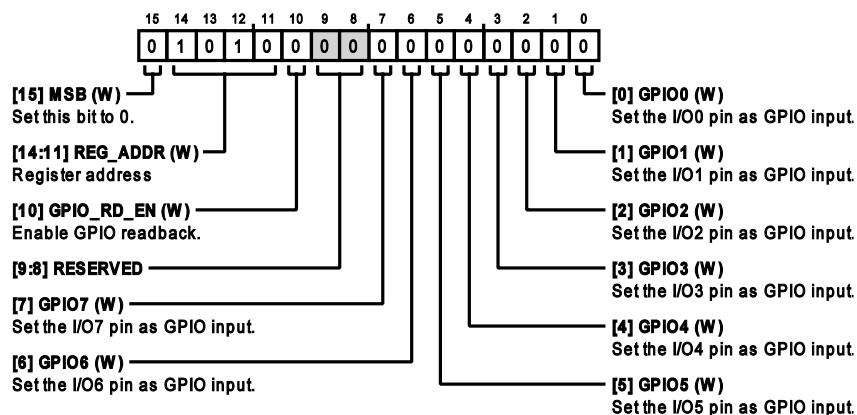 15 14 13 12 11 10 9 8 7 6 5 4 3 2 1 0
0 1 0 1 0 0 0 0 0 0 0 0 0 0 0 0
[15] MSB (W)
Set this bit to 0.
[14:11] REG_ADDR (W)
Register address
[10] GPIO_RD_EN (W)
Enable GPIO readback.
[9:8] RESERVED
[7] GPIO7 (W)
Set the I/O7 pin as GPIO input.
[6] GPIO6 (W)
Set the I/O6 pin as GPIO input.
[0] GPIO0 (W)
Set the I/O0 pin as GPIO input.
[1] GPIO1 (W)
Set the I/O1 pin as GPIO input.
[2] GPIO2 (W)
Set the I/O2 pin as GPIO input.
[3] GPIO3 (W)
Set the I/O3 pin as GPIO input.
[4] GPIO4 (W)
Set the I/O4 pin as GPIO input.
[5] GPIO5 (W)
Set the I/O5 pin as GPIO input.